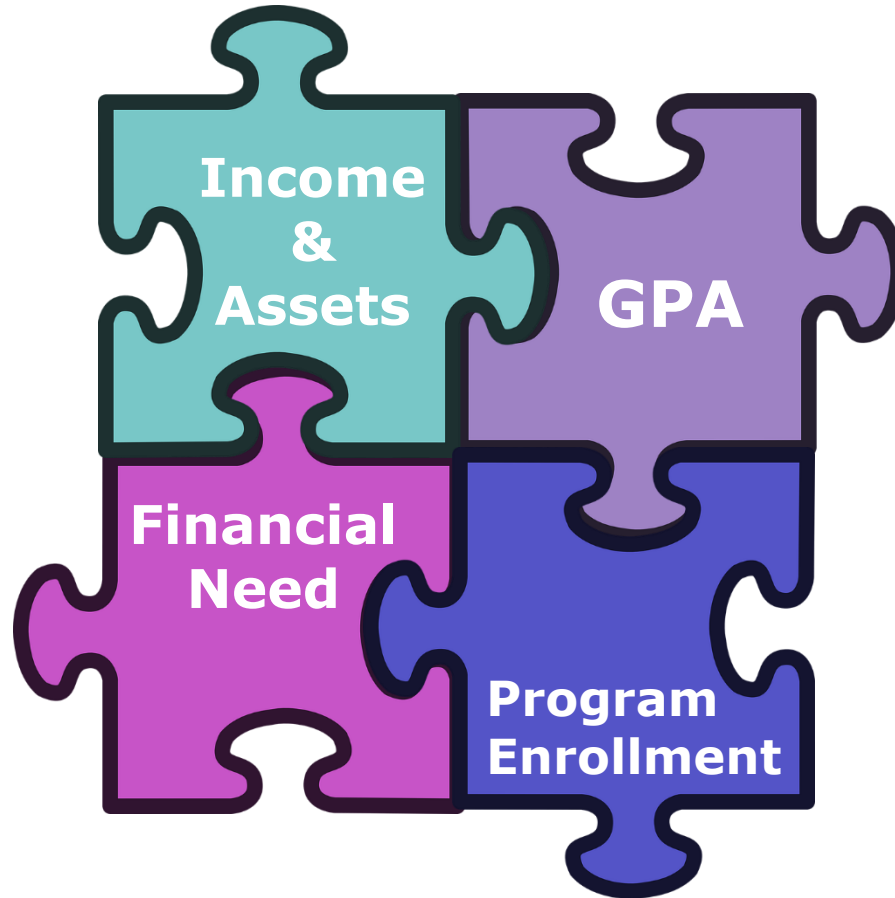 Income
&
Assets
GPA
Financial
Need
Program
Enrollment